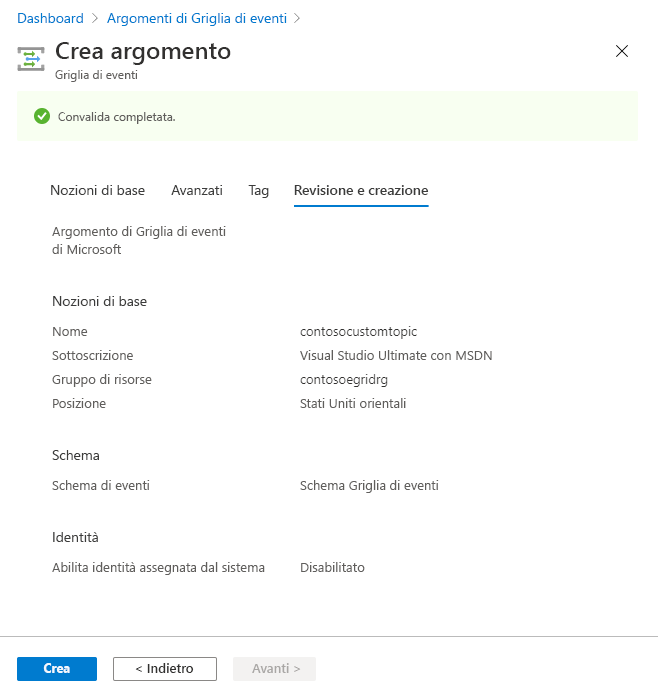 Dashboard > Argomenti di Griglia di eventi >
Crea argomento
Griglia di eventi
Convalida completata.
Nozioni di base Avanzati Tag Revisione e creazione
Argomento di Griglia di eventi
di Microsoft
Nozioni di base
Nome contosocustomtopic
Sottoscrizione Visual Studio Ultimate con MSDN
Gruppo di risorse contosoegridrg
Posizione Stati Uniti orientali
Schema
Schema di eventi Schema Griglia di eventi
Identità
Abilita identità assegnata dal sistema Disabilitato
Crea < Indietro Avanti >